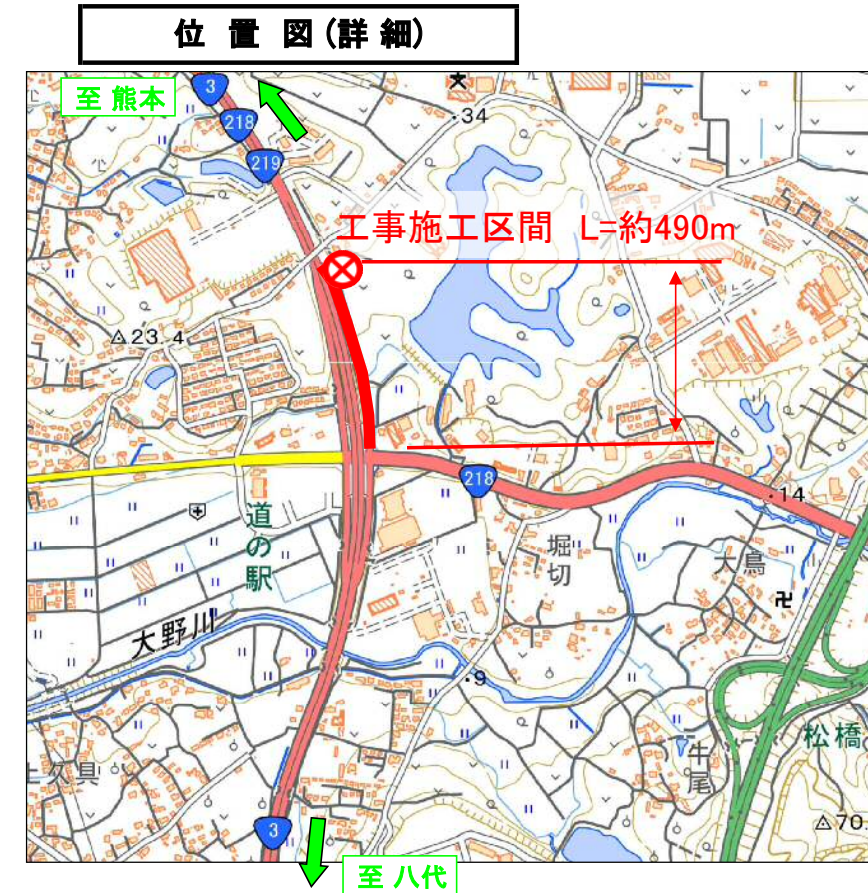 位 置 図(詳 細)
至 熊本
3
218
219
34
工事施工区間 L=約490m
23.4
218
14
道の駅
堀切
大鳥
大野川
9
松橋
牛尾
久具
70.
3
至 八代